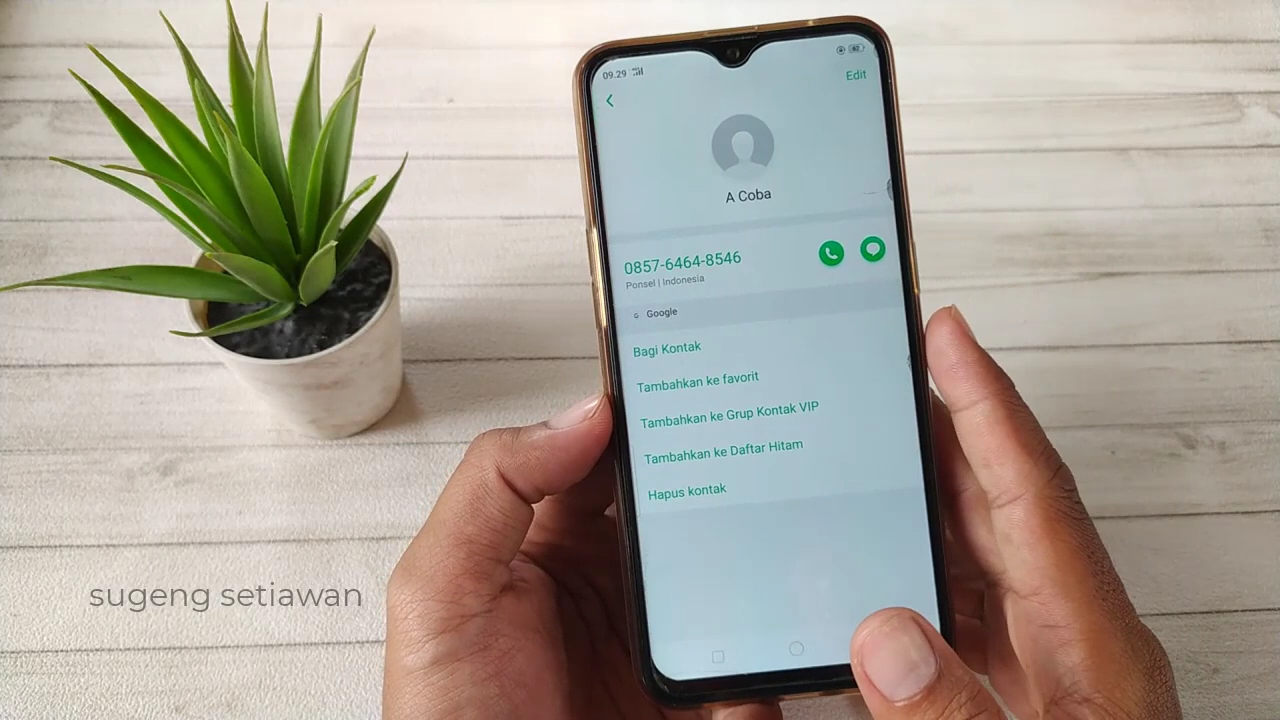 09.29
82
Edit
A Coba
0857-6464-8546
Ponsel | Indonesia
G Google
Bagi Kontak
Tambahkan ke favorit
Tambahkan ke Grup Kontak VIP
Tambahkan ke Daftar Hitam
Hapus kontak
sugeng setiawan